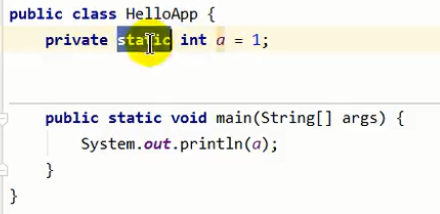 public class HelloApp {
    private static int a = 1;
    public static void main(String[] args) {
        System.out.println(a);
    }
}